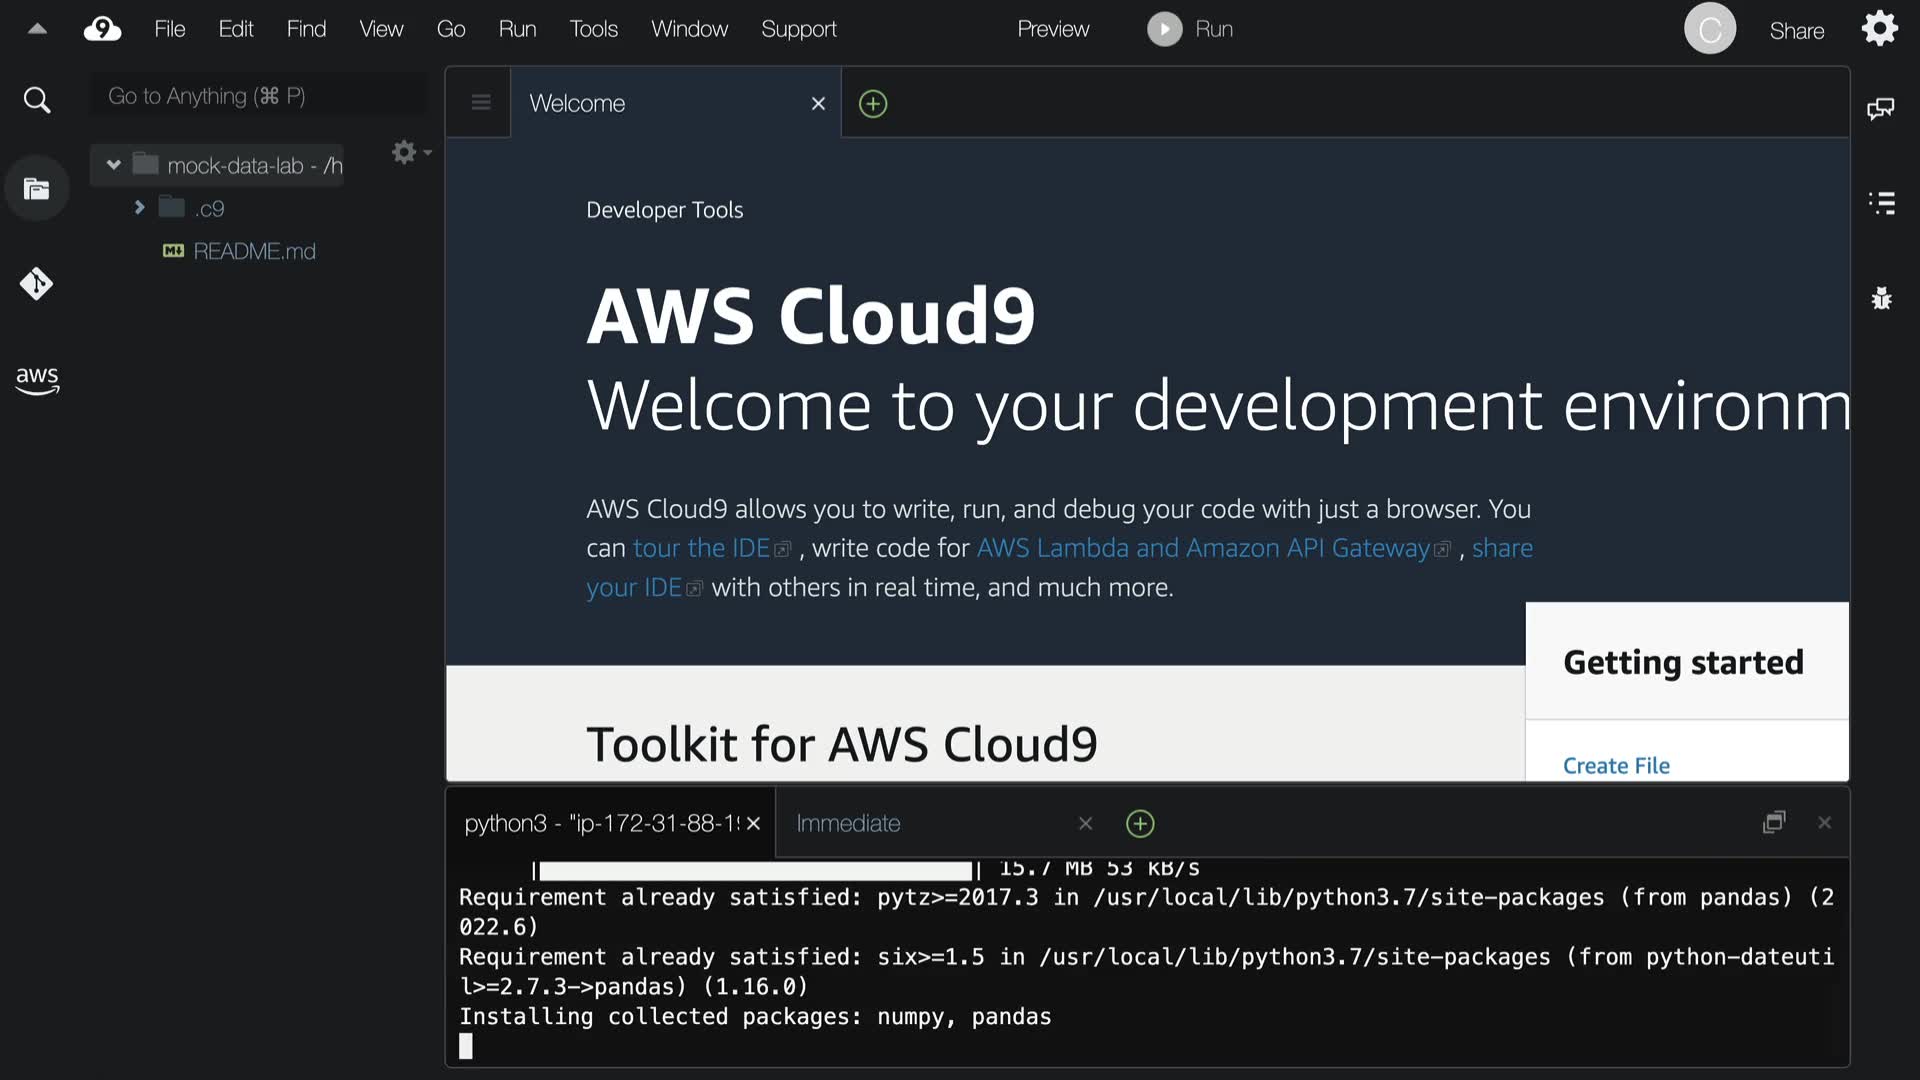 9 File Edit Find View Go Run Tools Window Support Preview Run C Share
Go to Anything (⌘ P)
Welcome
mock-data-lab - /h
.c9
M↓ README.md
aws
Developer Tools
AWS Cloud9
Welcome to your development environm
AWS Cloud9 allows you to write, run, and debug your code with just a browser. You
can tour the IDE , write code for AWS Lambda and Amazon API Gateway , share
your IDE with others in real time, and much more.
Getting started
Toolkit for AWS Cloud9
Create File
python3 - "ip-172-31-88-19 Immediate
| | 15.7 MB 53 kB/s
Requirement already satisfied: pytz>=2017.3 in /usr/local/lib/python3.7/site-packages (from pandas) (2
022.6)
Requirement already satisfied: six>=1.5 in /usr/local/lib/python3.7/site-packages (from python-dateuti
l>=2.7.3->pandas) (1.16.0)
Installing collected packages: numpy, pandas